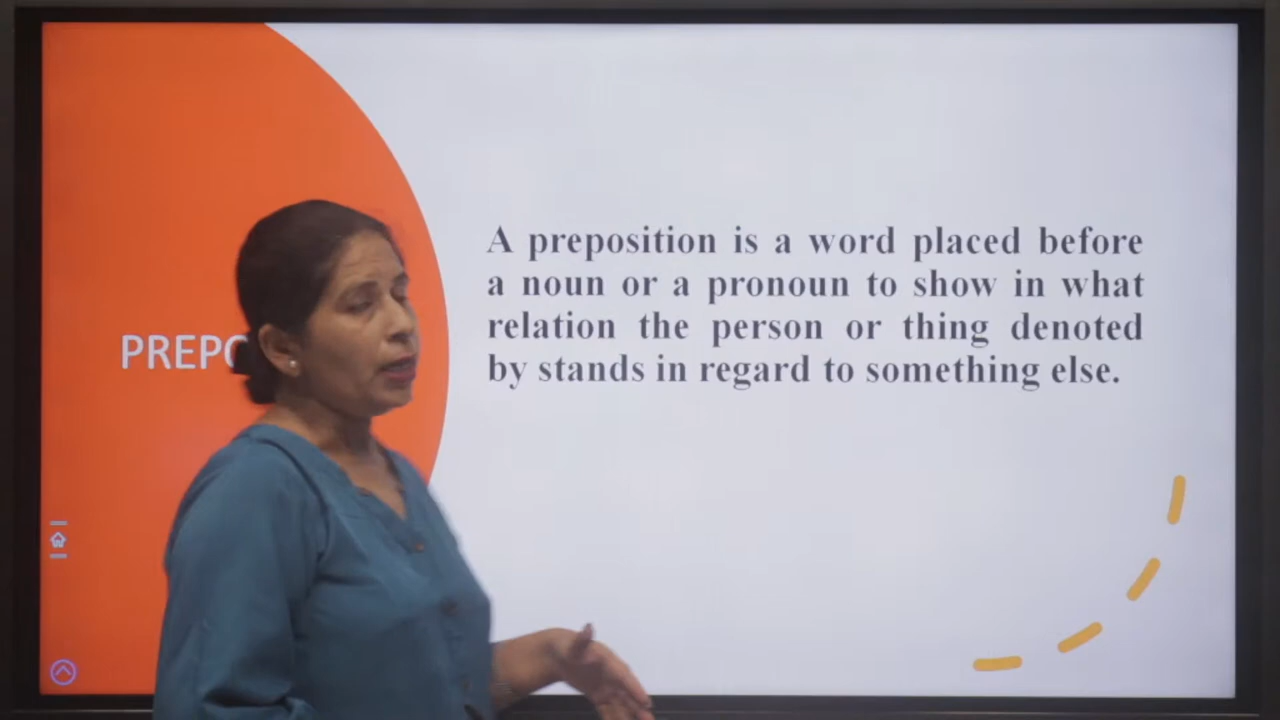 PREPO
A preposition is a word placed before
a noun or a pronoun to show in what
relation the person or thing denoted
by stands in regard to something else.